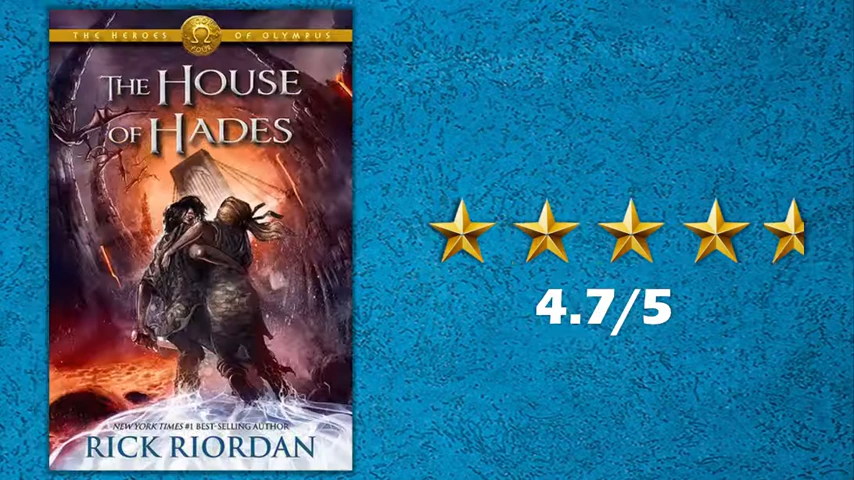 THE HEROES OF OLYMPUS
THE HOUSE
OF HADES
NEW YORK TIMES #1 BEST-SELLING AUTHOR
RICK RIORDAN
4.7/5